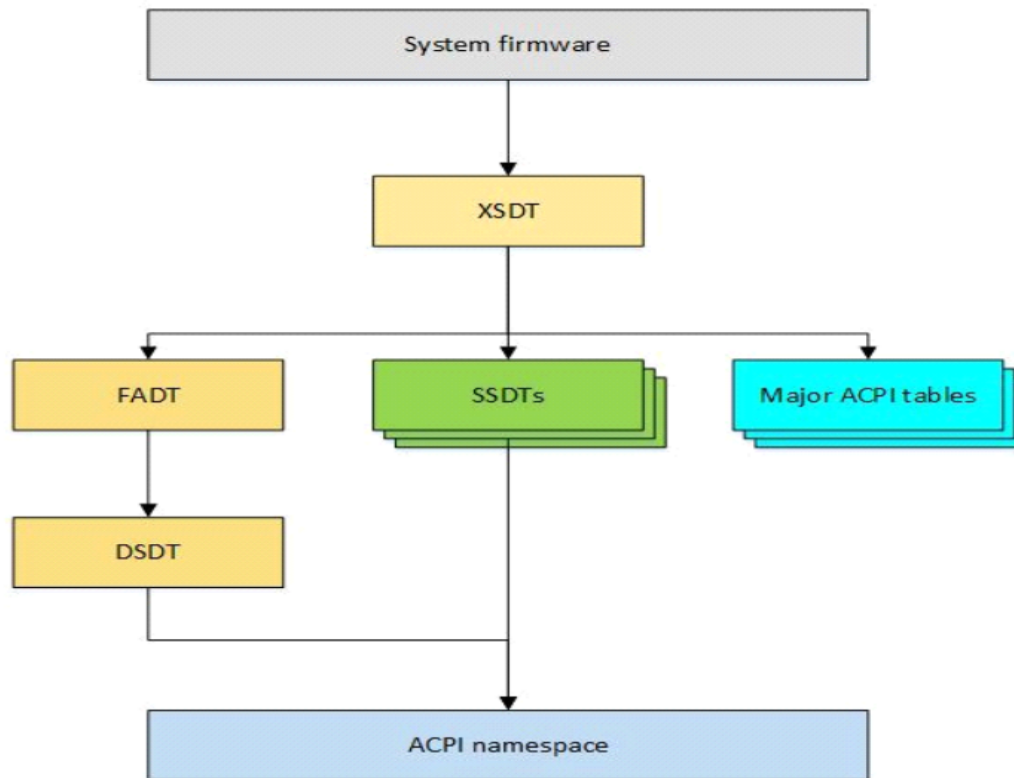 System firmware
XSDT
FADT
SSDTs
Major ACPI tables
DSDT
ACPI namespace